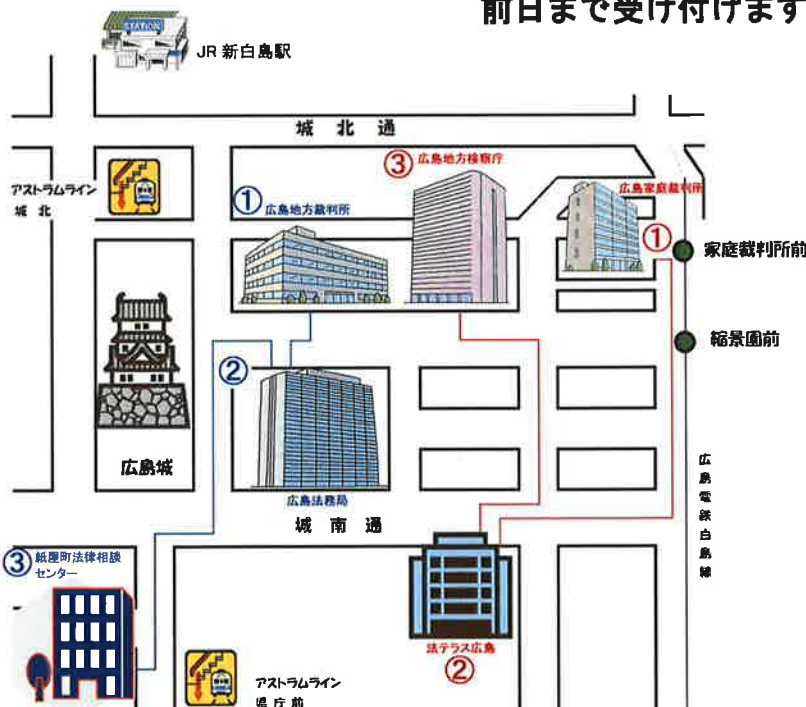 前日まで受け付けます
STATION
JR 新白島駅
城北通
③ 広島地方検察庁
アストラムライン
城北
① 広島地方裁判所
広島家庭裁判所
①
家庭裁判所前
縮景園前
②
広島城
広島法務局
城南通
広島電鉄白島線
③ 紙屋町法律相談
センター
法テラス広島
②
アストラムライン
県庁前